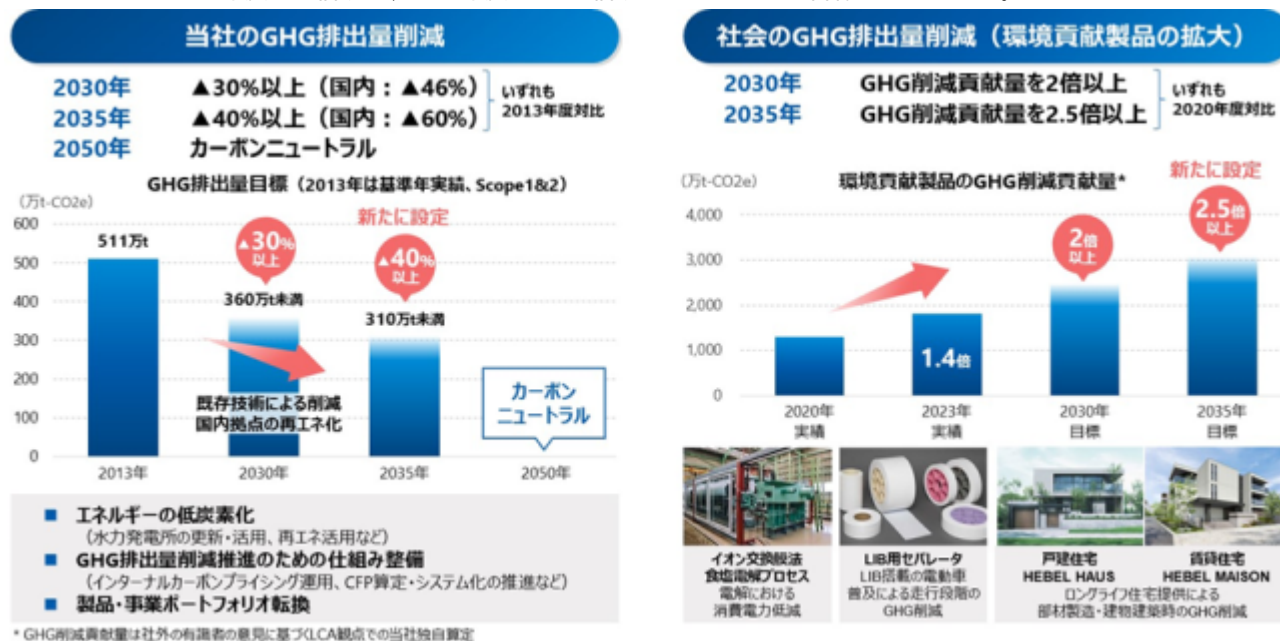 当社のGHG排出量削減
2030年 ▲30%以上（国内：▲46%）
2035年 ▲40%以上（国内：▲60%）
いずれも
2013年度対比
2050年 カーボンニュートラル
GHG排出量目標（2013年は基準年実績、Scope1&2）
（万t-CO2e）
新たに設定
600
500
400
300
200
100
0
511万t
▲30%
以上
360万t未満
▲40%
以上
310万t未満
既存技術による削減
国内拠点の再エネ化
カーボン
ニュートラル
2013年 2030年 2035年 2050年
■ エネルギーの低炭素化
（水力発電所の更新・活用、再エネ活用など）
■ GHG排出量削減推進のための仕組み整備
（インターナルカーボンプライシング運用、CFP算定・システム化の推進など）
■ 製品・事業ポートフォリオ転換
* GHG削減貢献量は社外の有識者の意見に基づくLCA観点での当社独自算定
社会のGHG排出量削減（環境貢献製品の拡大）
2030年 GHG削減貢献量を2倍以上
2035年 GHG削減貢献量を2.5倍以上
いずれも
2020年度対比
（万t-CO2e）
環境貢献製品のGHG削減貢献量*
新たに設定
4,000
3,000
2,000
1,000
0
1.4倍
2倍
以上
2.5倍
以上
2020年
実績
2023年
実績
2030年
目標
2035年
目標
イオン交換膜法
食塩電解プロセス
電解における
消費電力低減
LIB用セパレータ
LIB搭載の電動車
普及による走行段階の
GHG削減
戸建住宅
HEBEL HAUS
賃貸住宅
HEBEL MAISON
ロングライフ住宅提供による
部材製造・建物建築時のGHG削減